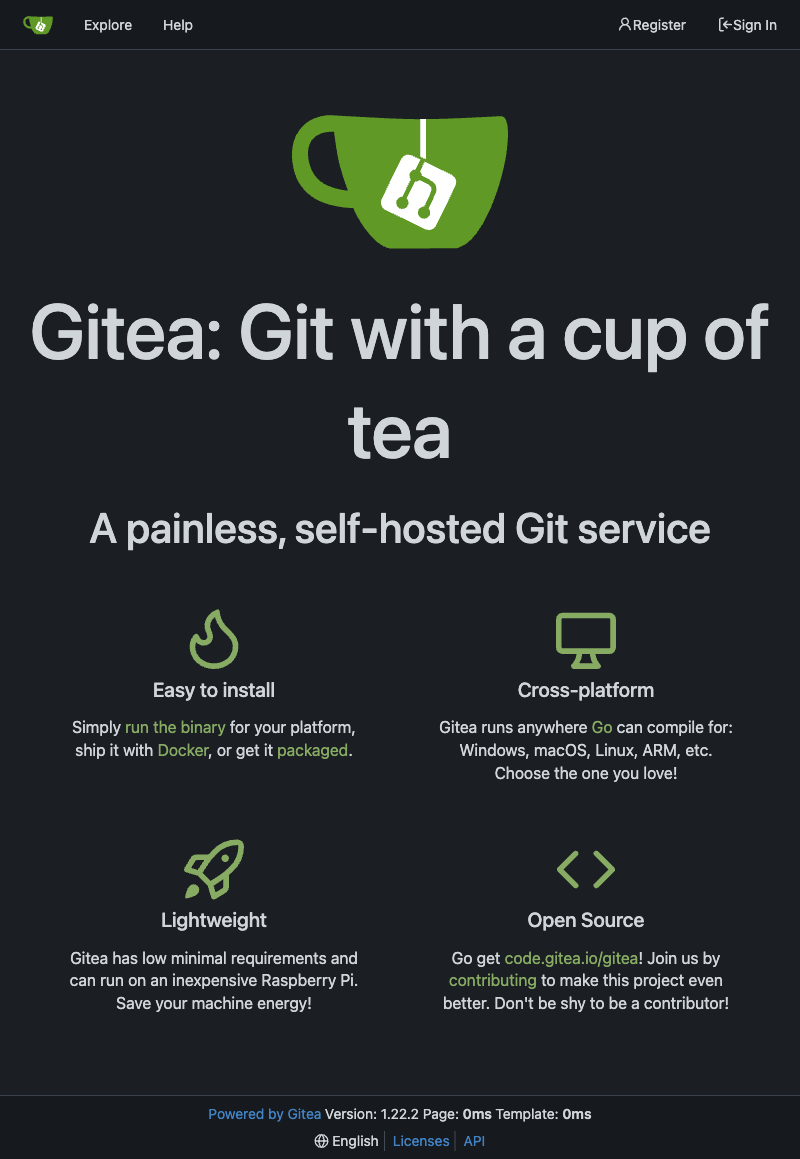 Explore Help Register Sign In
Gitea: Git with a cup of
tea
A painless, self-hosted Git service
Easy to install
Simply run the binary for your platform,
ship it with Docker, or get it packaged.
Cross-platform
Gitea runs anywhere Go can compile for:
Windows, macOS, Linux, ARM, etc.
Choose the one you love!
Lightweight
Gitea has low minimal requirements and
can run on an inexpensive Raspberry Pi.
Save your machine energy!
Open Source
Go get code.gitea.io/gitea! Join us by
contributing to make this project even
better. Don't be shy to be a contributor!
Powered by Gitea Version: 1.22.2 Page: 0ms Template: 0ms
English Licenses API